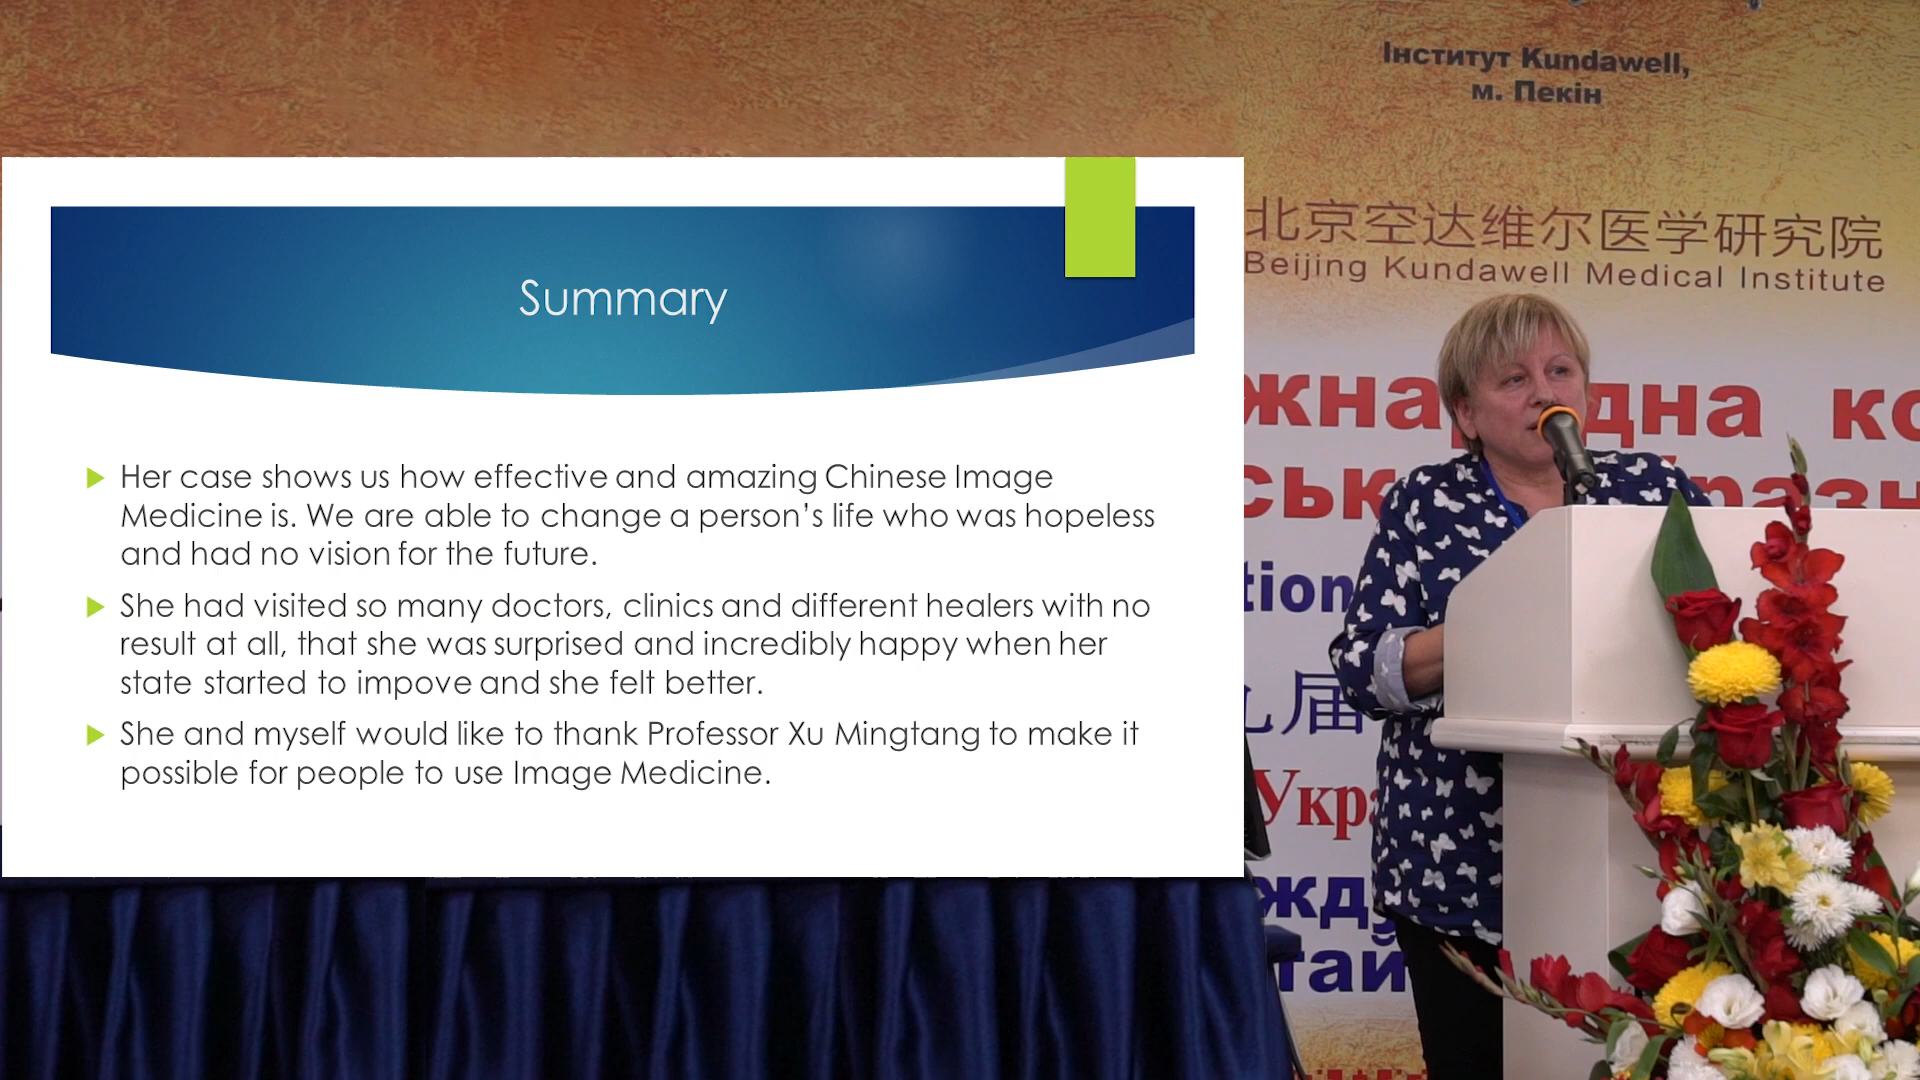 Інститут Kundawell,
м. Пекін
北京空达维尔医学研究院
Beijing Kundawell Medical Institute
Summary
Her case shows us how effective and amazing Chinese Image
Medicine is. We are able to change a person’s life who was hopeless
and had no vision for the future.
She had visited so many doctors, clinics and different healers with no
result at all, that she was surprised and incredibly happy when her
state started to impove and she felt better.
She and myself would like to thank Professor Xu Mingtang to make it
possible for people to use Image Medicine.
届